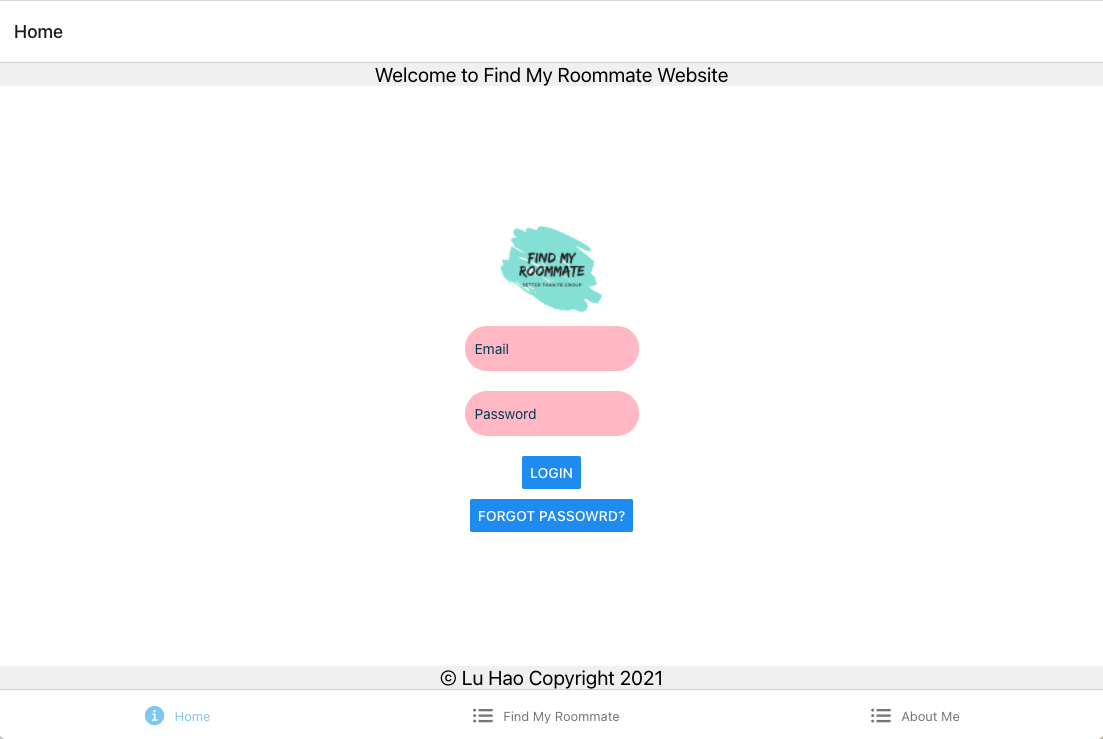 Home
Welcome to Find My Roommate Website
FIND MY
ROOMMATE
BETTER THAN FB GROUP
Email
Password
LOGIN
FORGOT PASSOWRD?
© Lu Hao Copyright 2021
Home
Find My Roommate
About Me